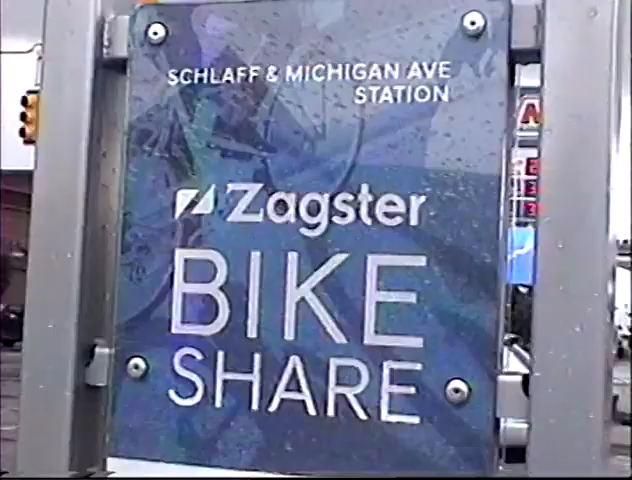 SCHLAFF & MICHIGAN AVE
STATION
Zagster
BIKE
SHARE